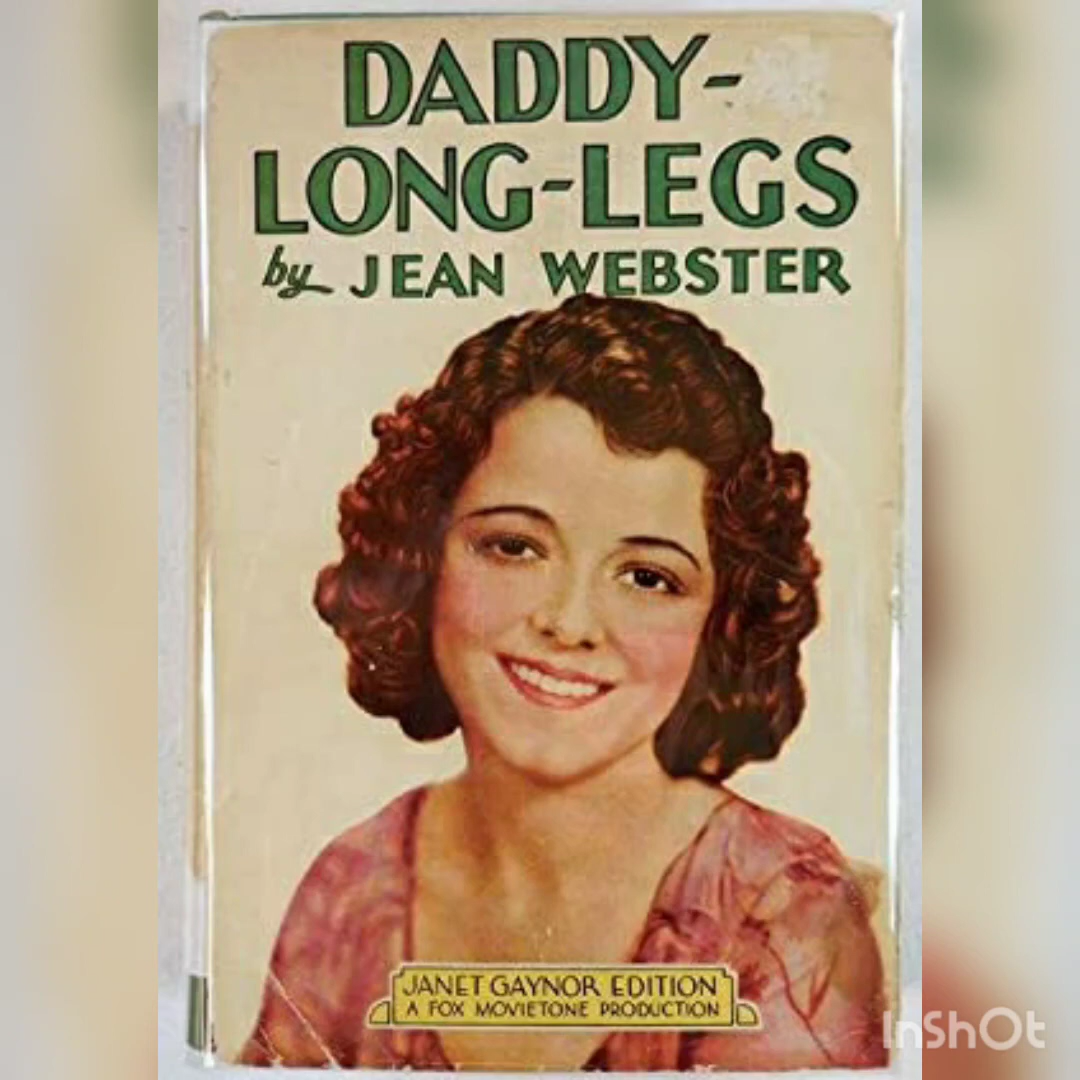 DADDY-
LONG-LEGS
by JEAN WEBSTER
JANET GAYNOR EDITION
A FOX MOVIETONE PRODUCTION
InShOt